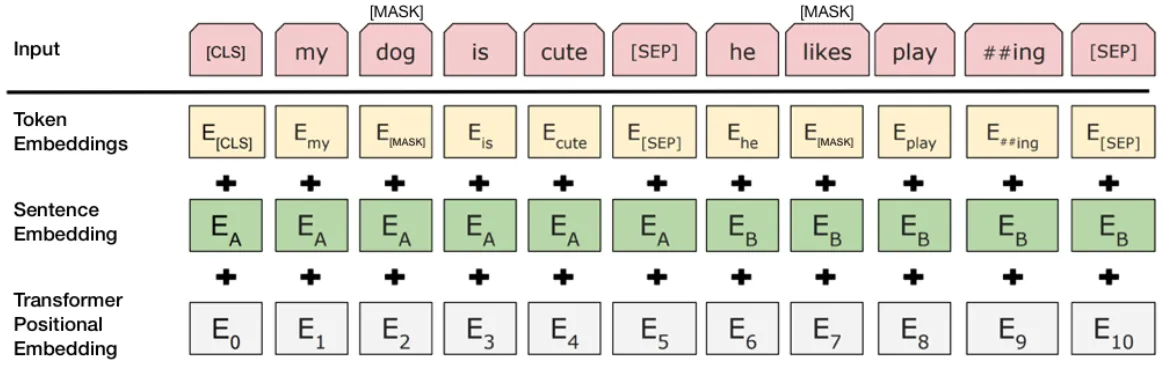 [MASK] [MASK]
Input [CLS] my dog is cute [SEP] he likes play ##ing [SEP]
Token Embeddings E[CLS] Emy E[MASK] Eis Ecute E[SEP] Ehe E[MASK] Eplay E##ing E[SEP]
Sentence Embedding EA EA EA EA EA EA EB EB EB EB EB
Transformer Positional Embedding E0 E1 E2 E3 E4 E5 E6 E7 E8 E9 E10